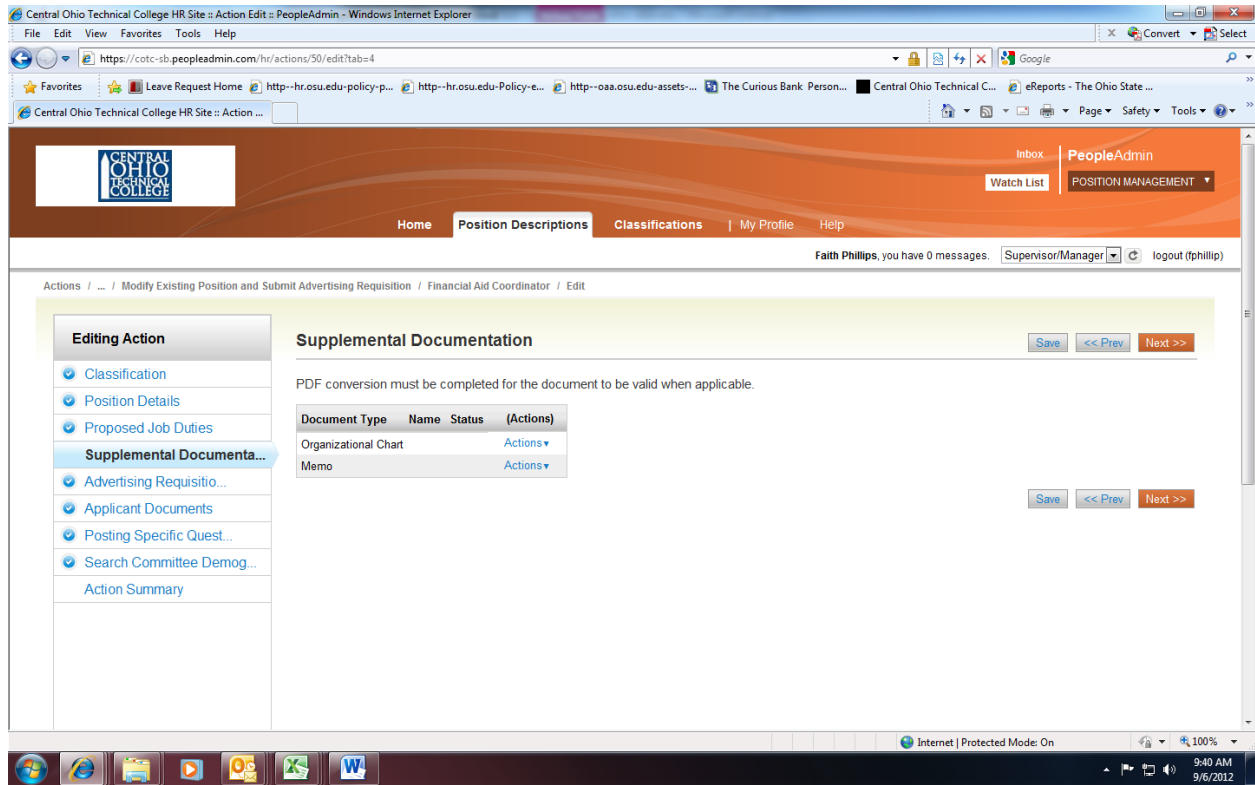 Central Ohio Technical College HR Site :: Action Edit :: PeopleAdmin - Windows Internet Explorer
File Edit View Favorites Tools Help
x Convert Select
https://cotc-sb.peopleadmin.com/hr/actions/50/edit?tab=4
Google
Favorites Leave Request Home http--hr.osu.edu-policy-p... http--hr.osu.edu-Policy-e... http--oaa.osu.edu-assets-... The Curious Bank Person... Central Ohio Technical C... eReports - The Ohio State ...
Central Ohio Technical College HR Site :: Action ...
Page Safety Tools
CENTRAL
OHIO
TECHNICAL
COLLEGE
Inbox PeopleAdmin
Watch List POSITION MANAGEMENT
Home Position Descriptions Classifications | My Profile Help
Faith Phillips, you have 0 messages. Supervisor/Manager logout (fphillip)
Actions / ... / Modify Existing Position and Submit Advertising Requisition / Financial Aid Coordinator / Edit
Editing Action
Classification
Position Details
Proposed Job Duties
Supplemental Documenta...
Advertising Requisitio...
Applicant Documents
Posting Specific Quest...
Search Committee Demog...
Action Summary
Supplemental Documentation
Save << Prev Next >>
PDF conversion must be completed for the document to be valid when applicable.
Document Type Name Status (Actions)
Organizational Chart Actions
Memo Actions
Save << Prev Next >>
Internet | Protected Mode: On 100%
9:40 AM
9/6/2012